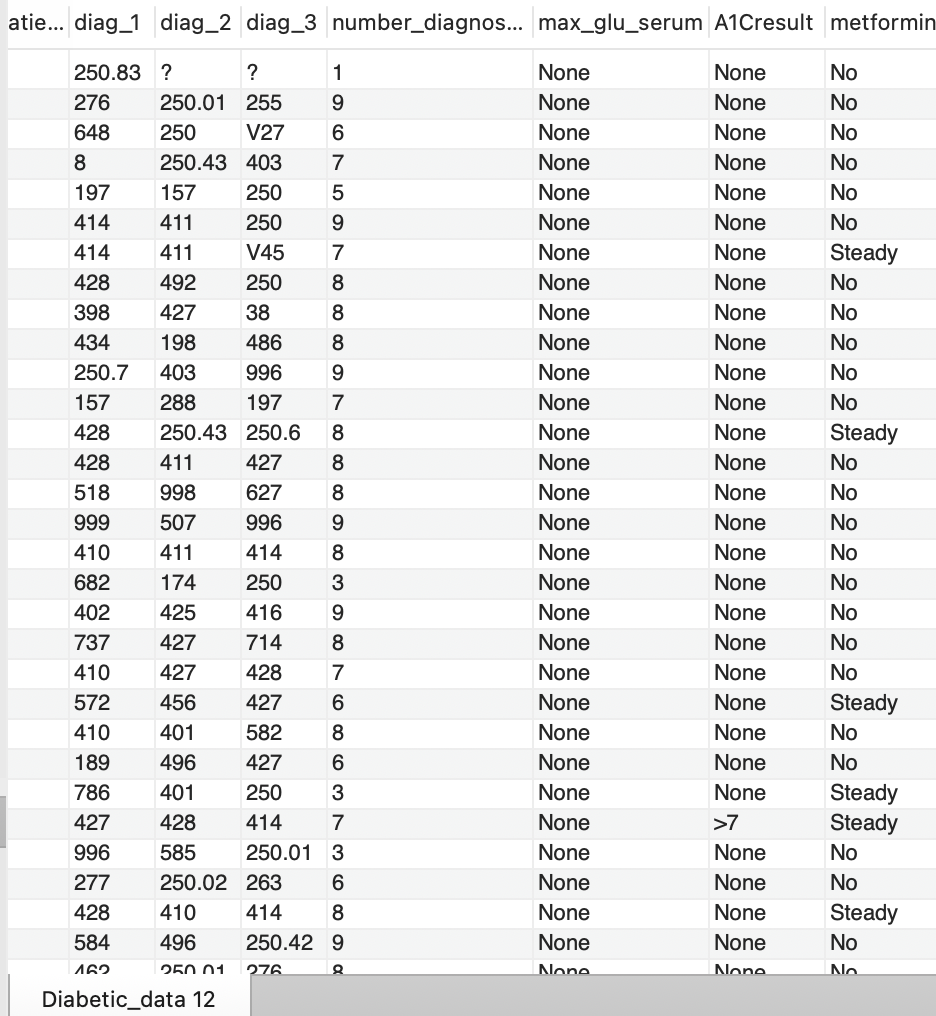 atie... diag_1 diag_2 diag_3 number_diagnos... max_glu_serum A1Cresult metformin
250.83 ? ? 1 None None No
276 250.01 255 9 None None No
648 250 V27 6 None None No
8 250.43 403 7 None None No
197 157 250 5 None None No
414 411 250 9 None None No
414 411 V45 7 None None Steady
428 492 250 8 None None No
398 427 38 8 None None No
434 198 486 8 None None No
250.7 403 996 9 None None No
157 288 197 7 None None No
428 250.43 250.6 8 None None Steady
428 411 427 8 None None No
518 998 627 8 None None No
999 507 996 9 None None No
410 411 414 8 None None No
682 174 250 3 None None No
402 425 416 9 None None No
737 427 714 8 None None No
410 427 428 7 None None No
572 456 427 6 None None Steady
410 401 582 8 None None No
189 496 427 6 None None No
786 401 250 3 None None Steady
427 428 414 7 None >7 Steady
996 585 250.01 3 None None No
277 250.02 263 6 None None No
428 410 414 8 None None Steady
584 496 250.42 9 None None No
462 250.01 276 8 None None No
Diabetic_data 12